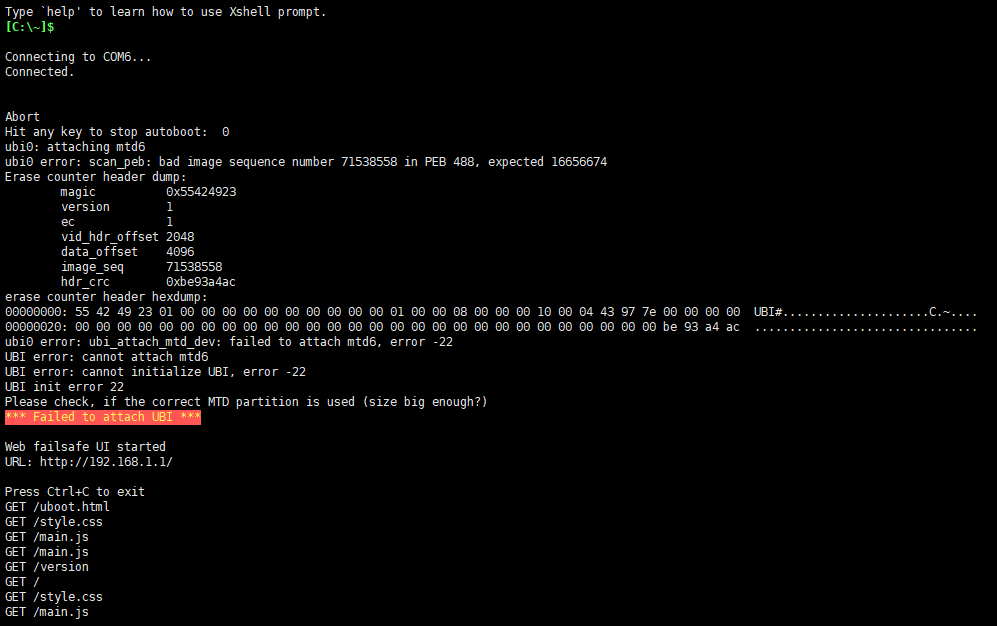 Type `help' to learn how to use Xshell prompt.
[C:\~]$
Connecting to COM6...
Connected.
Abort
Hit any key to stop autoboot:  0
ubi0: attaching mtd6
ubi0 error: scan_peb: bad image sequence number 71538558 in PEB 488, expected 16656674
Erase counter header dump:
        magic          0x55424923
        version        1
        ec             1
        vid_hdr_offset 2048
        data_offset    4096
        image_seq      71538558
        hdr_crc        0xbe93a4ac
erase counter header hexdump:
00000000: 55 42 49 23 01 00 00 00 00 00 00 00 00 00 00 01 00 00 08 00 00 00 10 00 04 43 97 7e 00 00 00 00  UBI#.....................C.~....
00000020: 00 00 00 00 00 00 00 00 00 00 00 00 00 00 00 00 00 00 00 00 00 00 00 00 00 00 00 00 be 93 a4 ac  ................................
ubi0 error: ubi_attach_mtd_dev: failed to attach mtd6, error -22
UBI error: cannot attach mtd6
UBI error: cannot initialize UBI, error -22
UBI init error 22
Please check, if the correct MTD partition is used (size big enough?)
*** Failed to attach UBI ***
Web failsafe UI started
URL: http://192.168.1.1/
Press Ctrl+C to exit
GET /uboot.html
GET /style.css
GET /main.js
GET /main.js
GET /version
GET /
GET /style.css
GET /main.js